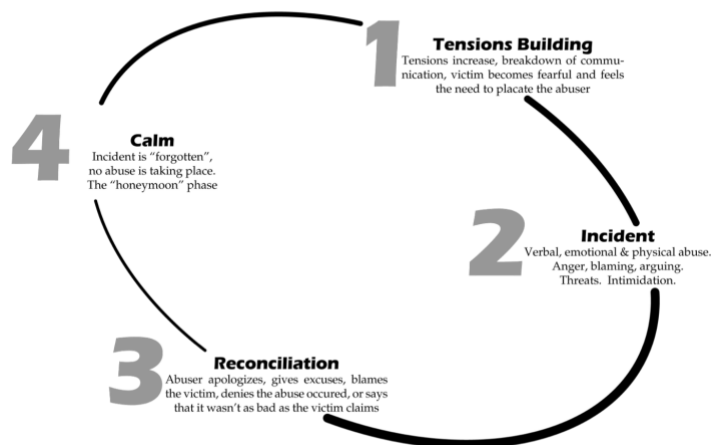 1
Tensions Building
Tensions increase, breakdown of commu-
nication, victim becomes fearful and feels
the need to placate the abuser
2
Incident
Verbal, emotional & physical abuse.
Anger, blaming, arguing.
Threats. Intimidation.
3
Reconciliation
Abuser apologizes, gives excuses, blames
the victim, denies the abuse occured, or says
that it wasn't as bad as the victim claims
4
Calm
Incident is “forgotten”,
no abuse is taking place.
The “honeymoon” phase